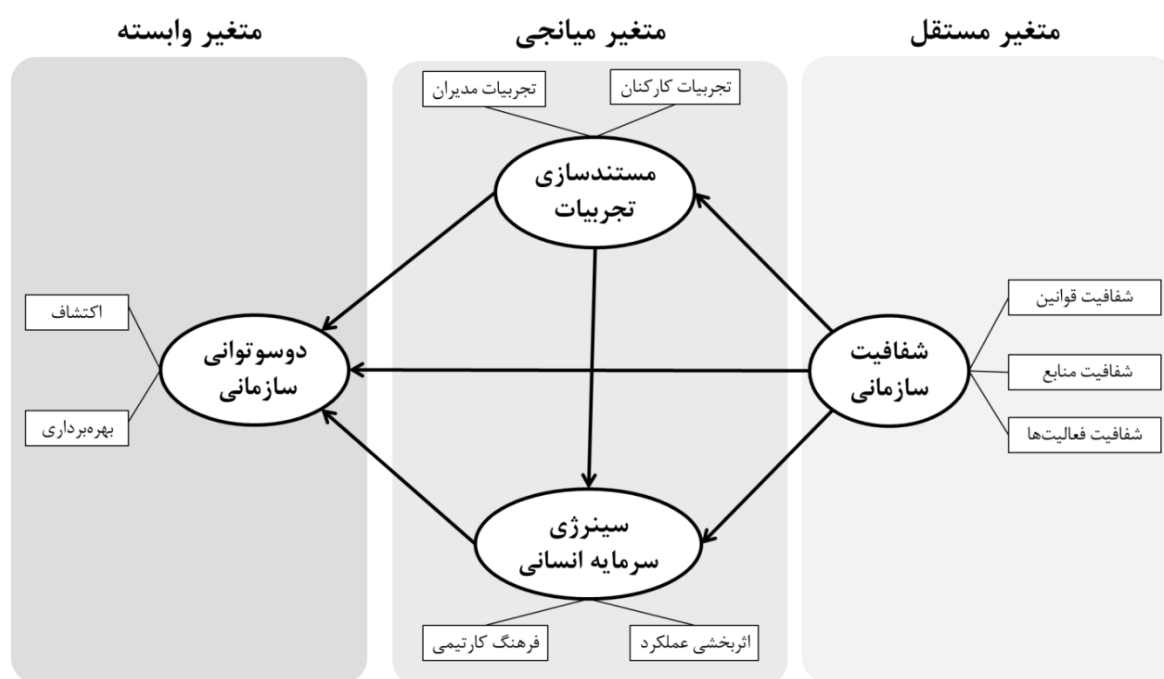 متغیر مستقل
متغیر میانجی
متغیر وابسته
تجربیات کارکنان
تجربیات مدیران
مستندسازی
تجربیات
شفافیت قوانین
شفافیت منابع
شفافیت فعالیت‌ها
شفافیت
سازمانی
اکتشاف
بهره‌برداری
دوسوتوانی
سازمانی
سینرژی
سرمایه انسانی
اثربخشی عملکرد
فرهنگ کارتیمی